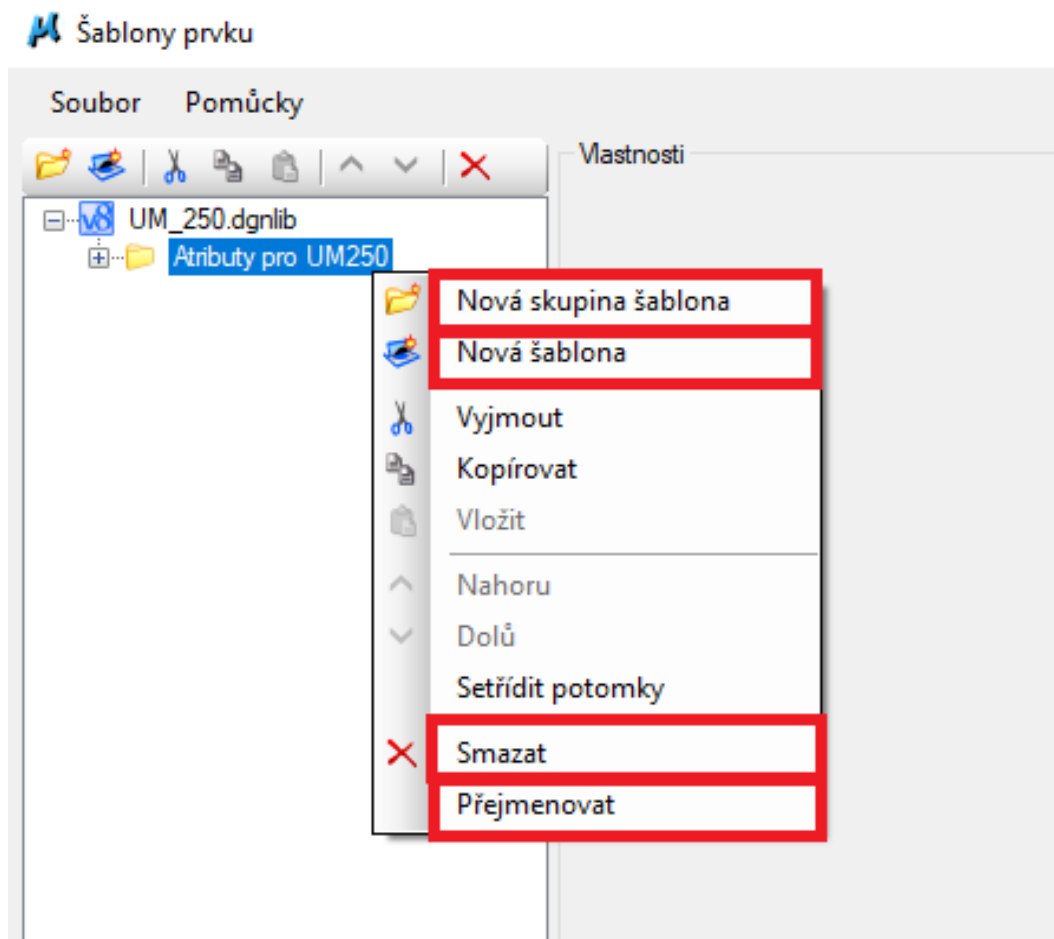 Šablony prvku
Soubor Pomůcky
Vlastnosti
v8 UM_250.dgnlib
Atributy pro UM250
Nová skupina šablona
Nová šablona
Vyjmout
Kopírovat
Vložit
Nahoru
Dolů
Setřídit potomky
Smazat
Přejmenovat